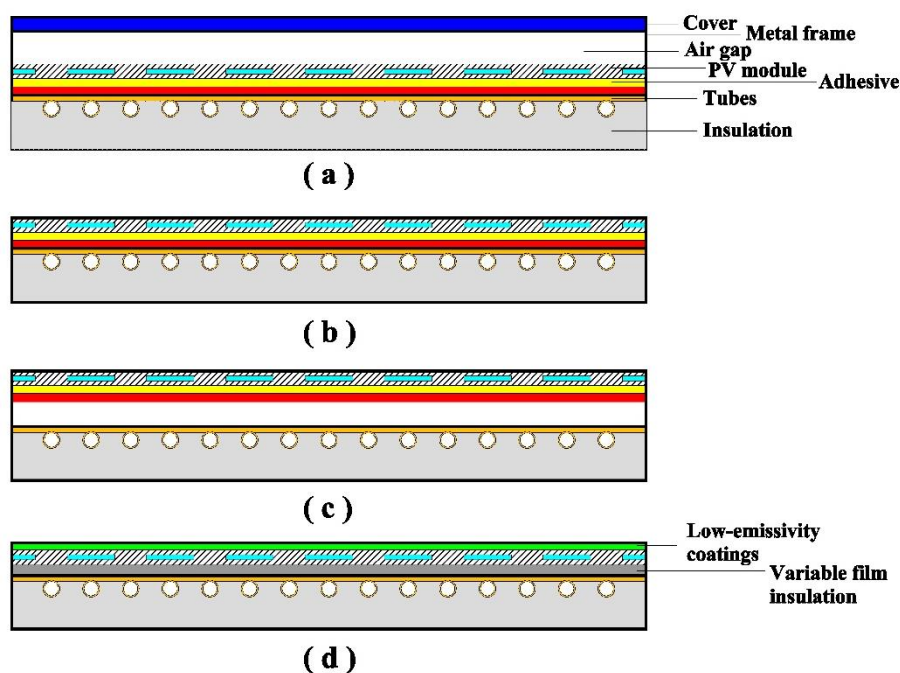 Cover
Metal frame
Air gap
PV module
Adhesive
Tubes
Insulation
( a )
( b )
( c )
Low-emissivity
coatings
Variable film
insulation
( d )